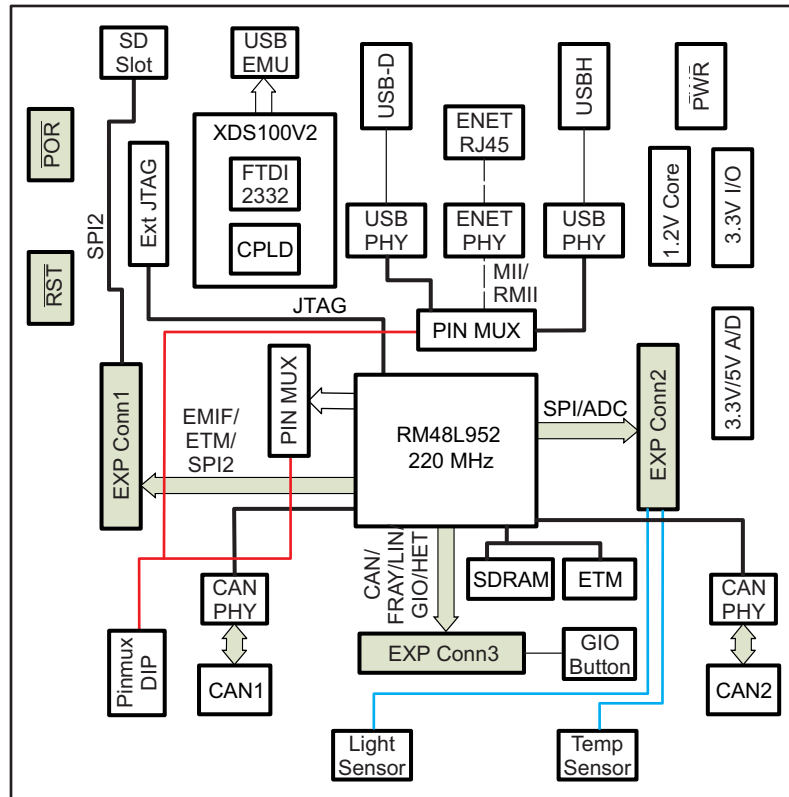 SD
Slot
USB
EMU
USB-D
ENET
RJ45
USBH
PWR
POR
SPI2
Ext JTAG
XDS100V2
FTDI
2332
CPLD
USB
PHY
ENET
PHY
USB
PHY
1.2V Core
3.3V I/O
RST
MII/
RMII
JTAG
PIN MUX
3.3V/5V A/D
EXP Conn1
PIN MUX
EMIF/
ETM/
SPI2
RM48L952
220 MHz
SPI/ADC
EXP Conn2
CAN/
FRAY/LIN/
GIO/HET
SDRAM
ETM
CAN
PHY
CAN
PHY
Pinmux
DIP
CAN1
EXP Conn3
GIO
Button
CAN2
Light
Sensor
Temp
Sensor